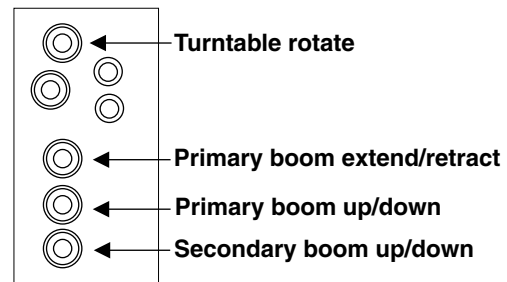 Turntable rotate
Primary boom extend/retract
Primary boom up/down
Secondary boom up/down